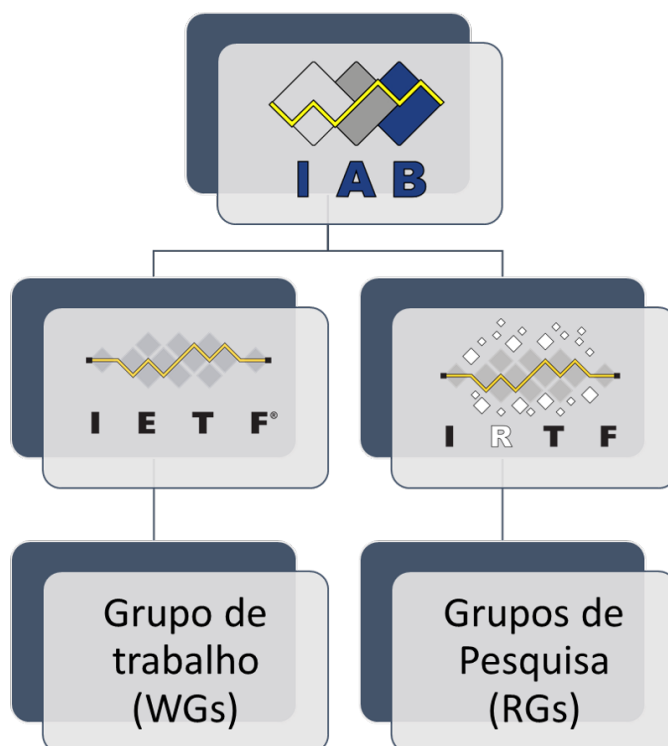 IAB
IETF®
IRTF
Grupo de
trabalho
(WGs)
Grupos de
Pesquisa
(RGs)